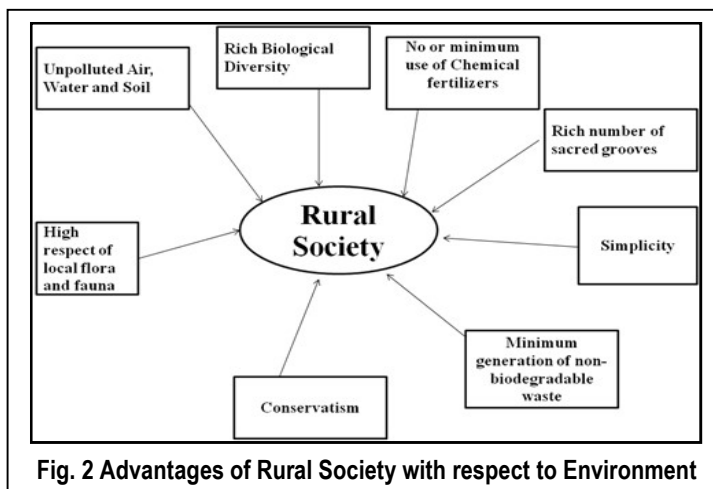 Unpolluted Air,
Water and Soil
Rich Biological
Diversity
No or minimum
use of Chemical
fertilizers
Rich number of
sacred grooves
High
respect of
local flora
and fauna
Rural
Society
Simplicity
Minimum
generation of non-
biodegradable
waste
Conservatism
Fig. 2 Advantages of Rural Society with respect to Environment